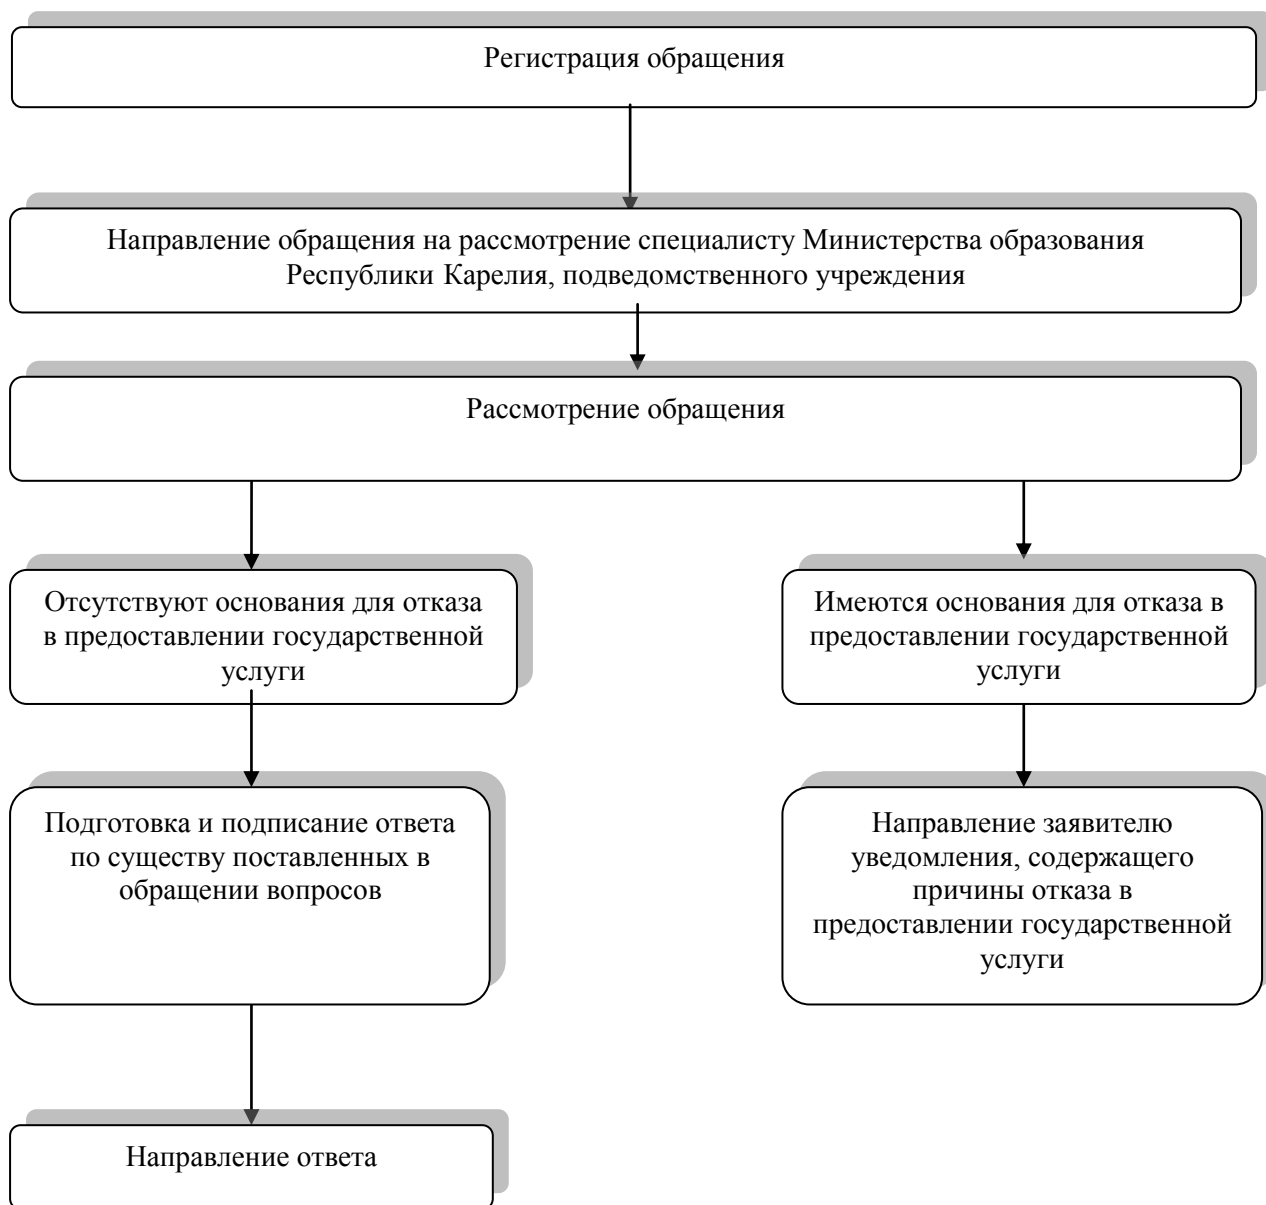 Регистрация обращения
Направление обращения на рассмотрение специалисту Министерства образования
Республики Карелия, подведомственного учреждения
Рассмотрение обращения
Отсутствуют основания для отказа
в предоставлении государственной
услуги
Имеются основания для отказа в
предоставлении государственной
услуги
Подготовка и подписание ответа
по существу поставленных в
обращении вопросов
Направление заявителю
уведомления, содержащего
причины отказа в
предоставлении государственной
услуги
Направление ответа